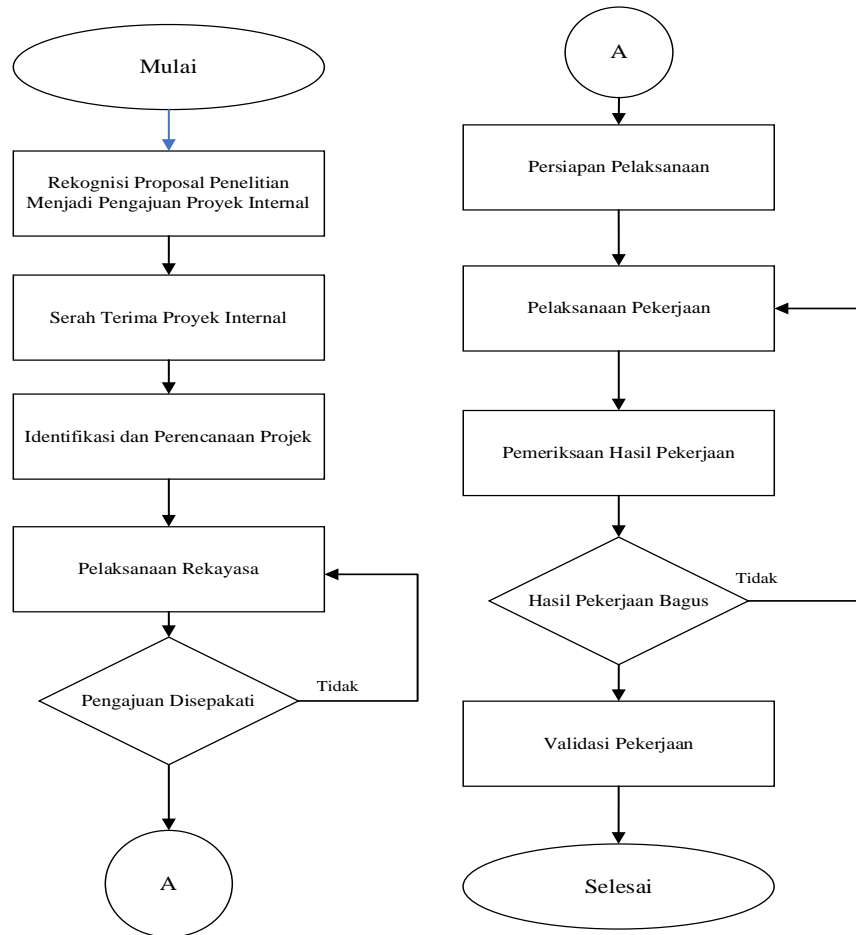 Mulai
Rekognisi Proposal Penelitian
Menjadi Pengajuan Proyek Internal
Serah Terima Proyek Internal
Identifikasi dan Perencanaan Projek
Pelaksanaan Rekayasa
Pengajuan Disepakati
Tidak
A
A
Persiapan Pelaksanaan
Pelaksanaan Pekerjaan
Pemeriksaan Hasil Pekerjaan
Hasil Pekerjaan Bagus
Tidak
Validasi Pekerjaan
Selesai